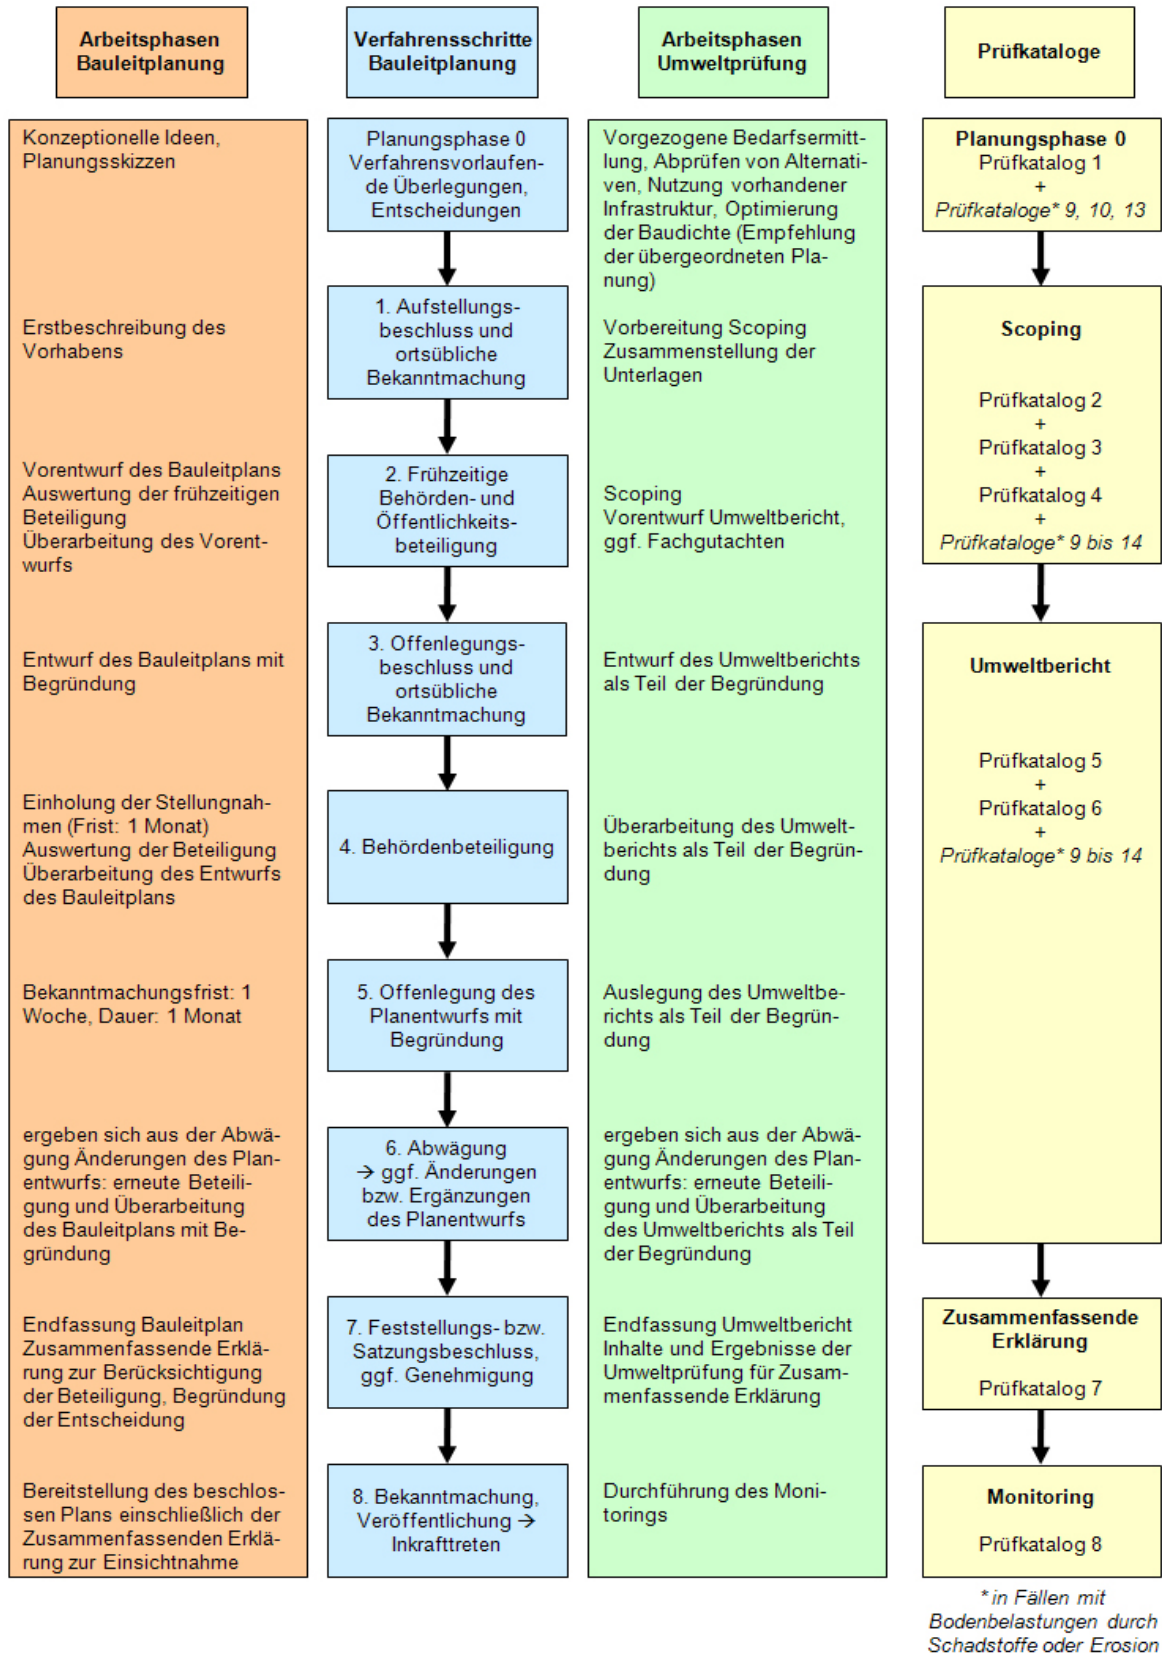 Arbeitsphasen
Bauleitplanung
Verfahrensschritte
Bauleitplanung
Arbeitsphasen
Umweltprüfung
Prüfkataloge
Konzeptionelle Ideen,
Planungsskizzen
Planungsphase 0
Verfahrensvorlaufen-
de Überlegungen,
Entscheidungen
Vorgezogene Bedarfsermitt-
lung, Abprüfen von Alternati-
ven, Nutzung vorhandener
Infrastruktur, Optimierung
der Baudichte (Empfehlung
der übergeordneten Pla-
nung)
Planungsphase 0
Prüfkatalog 1
+
Prüfkataloge* 9, 10, 13
Erstbeschreibung des
Vorhabens
1. Aufstellungs-
beschluss und
ortsübliche
Bekanntmachung
Vorbereitung Scoping
Zusammenstellung der
Unterlagen
Scoping
Prüfkatalog 2
+
Prüfkatalog 3
+
Prüfkatalog 4
+
Prüfkataloge* 9 bis 14
Vorentwurf des Bauleitplans
Auswertung der frühzeitigen
Beteiligung
Überarbeitung des Vorent-
wurfs
2. Frühzeitige
Behörden- und
Öffentlichkeits-
beteiligung
Scoping
Vorentwurf Umweltbericht,
ggf. Fachgutachten
Entwurf des Bauleitplans mit
Begründung
3. Offenlegungs-
beschluss und
ortsübliche
Bekanntmachung
Entwurf des Umweltberichts
als Teil der Begründung
Umweltbericht
Prüfkatalog 5
+
Prüfkatalog 6
+
Prüfkataloge* 9 bis 14
Einholung der Stellungnah-
men (Frist: 1 Monat)
Auswertung der Beteiligung
Überarbeitung des Entwurfs
des Bauleitplans
4. Behördenbeteiligung
Überarbeitung des Umwelt-
berichts als Teil der Begrün-
dung
Bekanntmachungsfrist: 1
Woche, Dauer: 1 Monat
5. Offenlegung des
Planentwurfs mit
Begründung
Auslegung des Umweltbe-
richts als Teil der Begrün-
dung
ergeben sich aus der Abwä-
gung Änderungen des Plan-
entwurfs: erneute Beteili-
gung und Überarbeitung
des Bauleitplans mit Be-
gründung
6. Abwägung
→ ggf. Änderungen
bzw. Ergänzungen
des Planentwurfs
ergeben sich aus der Abwä-
gung Änderungen des Plan-
entwurfs: erneute Beteili-
gung und Überarbeitung
des Umweltberichts als Teil
der Begründung
Endfassung Bauleitplan
Zusammenfassende Erklä-
rung zur Berücksichtigung
der Beteiligung, Begründung
der Entscheidung
7. Feststellungs- bzw.
Satzungsbeschluss,
ggf. Genehmigung
Endfassung Umweltbericht
Inhalte und Ergebnisse der
Umweltprüfung für Zusam-
menfassende Erklärung
Zusammenfassende
Erklärung
Prüfkatalog 7
Bereitstellung des beschlos-
sen Plans einschließlich der
Zusammenfassenden Erklä-
rung zur Einsichtnahme
8. Bekanntmachung,
Veröffentlichung →
Inkrafttreten
Durchführung des Moni-
torings
Monitoring
Prüfkatalog 8
* in Fällen mit
Bodenbelastungen durch
Schadstoffe oder Erosion